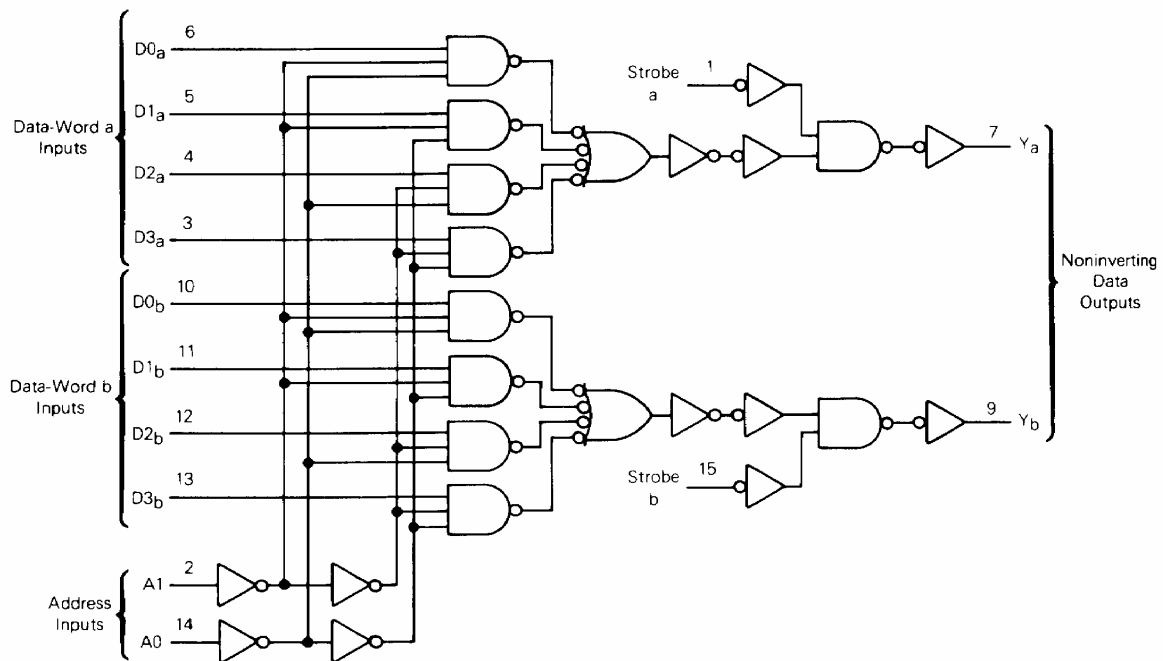 Data-Word a
Inputs
D0a 6
D1a 5
D2a 4
D3a 3
Data-Word b
Inputs
D0b 10
D1b 11
D2b 12
D3b 13
Address
Inputs
A1 2
A0 14
Strobe 1
a
Strobe 15
b
7 Ya
9 Yb
Noninverting
Data
Outputs